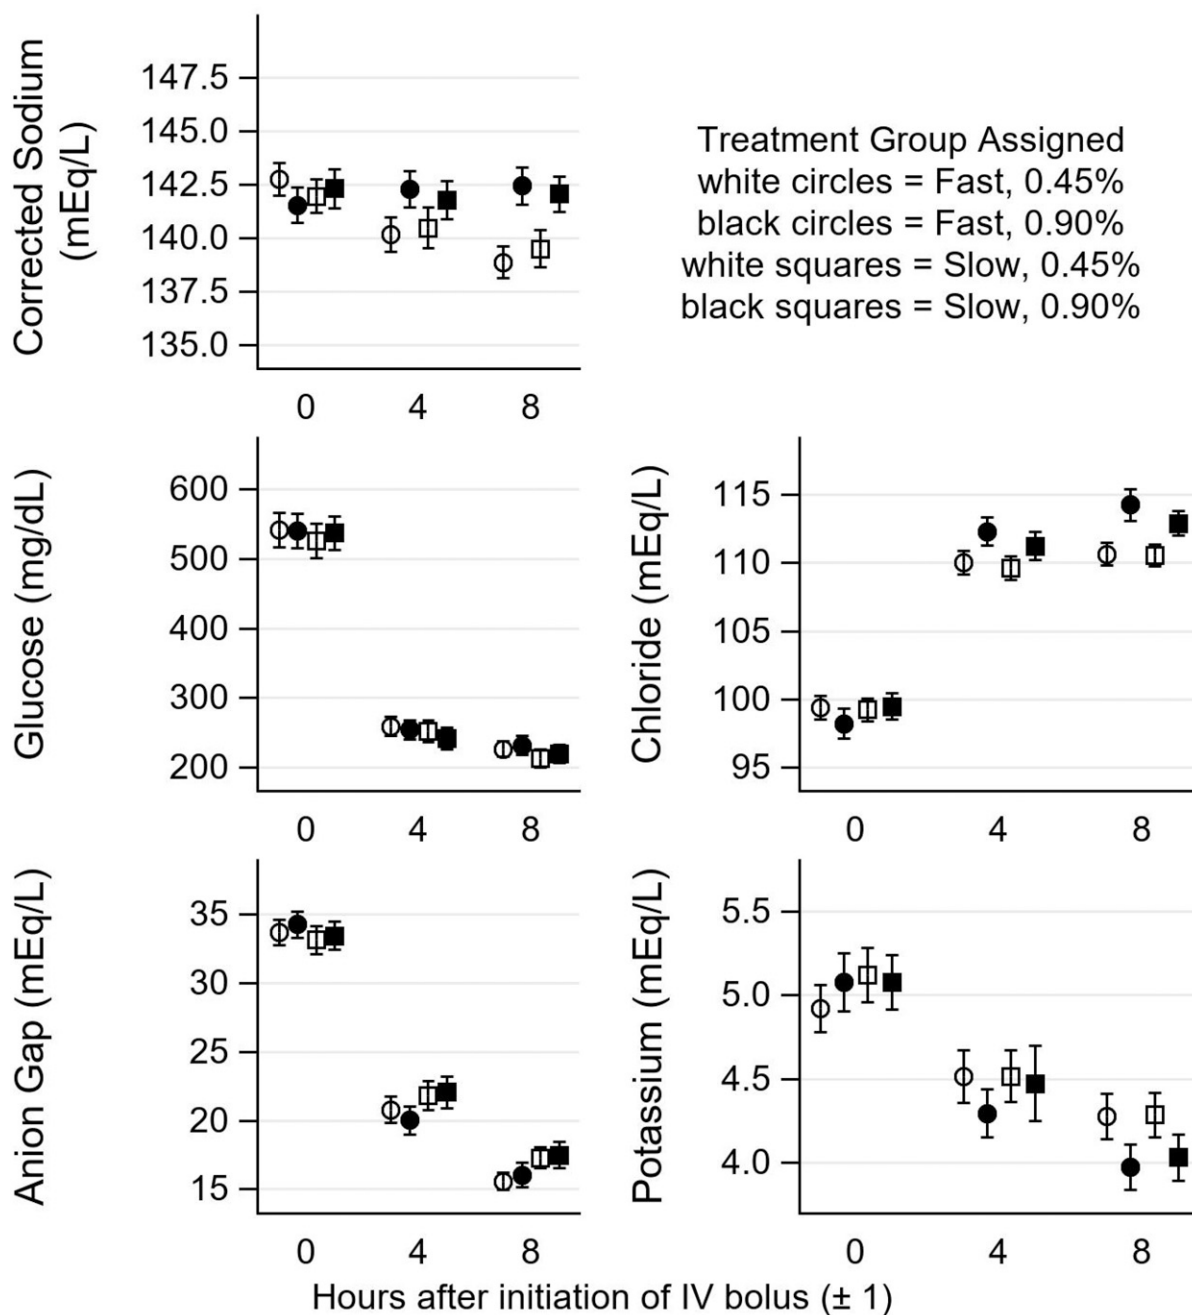 Corrected Sodium
(mEq/L)
147.5
145.0
142.5
140.0
137.5
135.0
0 4 8
Treatment Group Assigned
white circles = Fast, 0.45%
black circles = Fast, 0.90%
white squares = Slow, 0.45%
black squares = Slow, 0.90%
Glucose (mg/dL)
600
500
400
300
200
0 4 8
Chloride (mEq/L)
115
110
105
100
95
0 4 8
Anion Gap (mEq/L)
35
30
25
20
15
0 4 8
Potassium (mEq/L)
5.5
5.0
4.5
4.0
0 4 8
Hours after initiation of IV bolus (± 1)